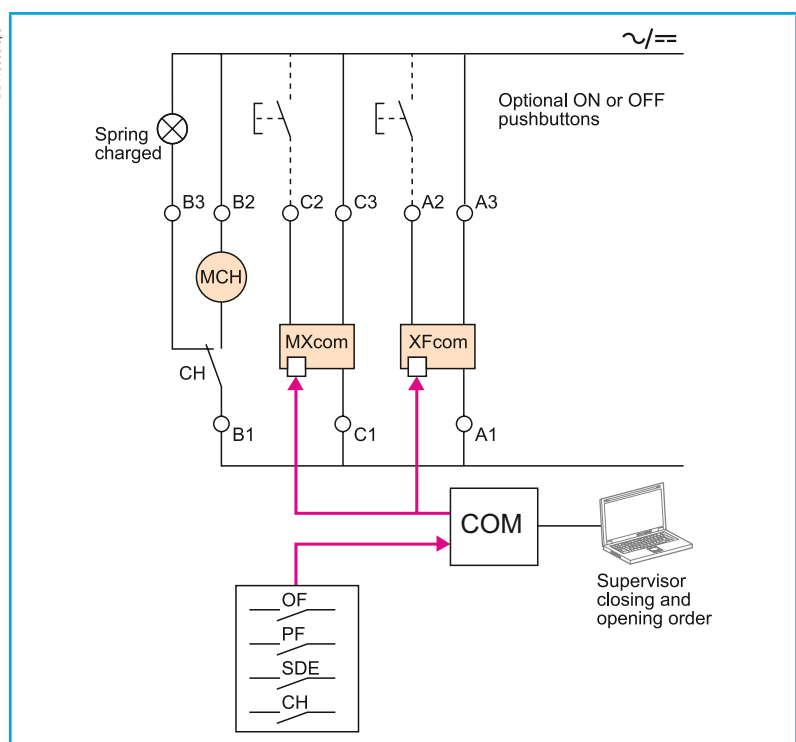 Optional ON or OFF
pushbuttons
Spring
charged
B3
B2
C2
C3
A2
A3
MCH
MXcom
XFcom
CH
B1
C1
A1
COM
Supervisor
closing and
opening order
OF
PF
SDE
CH